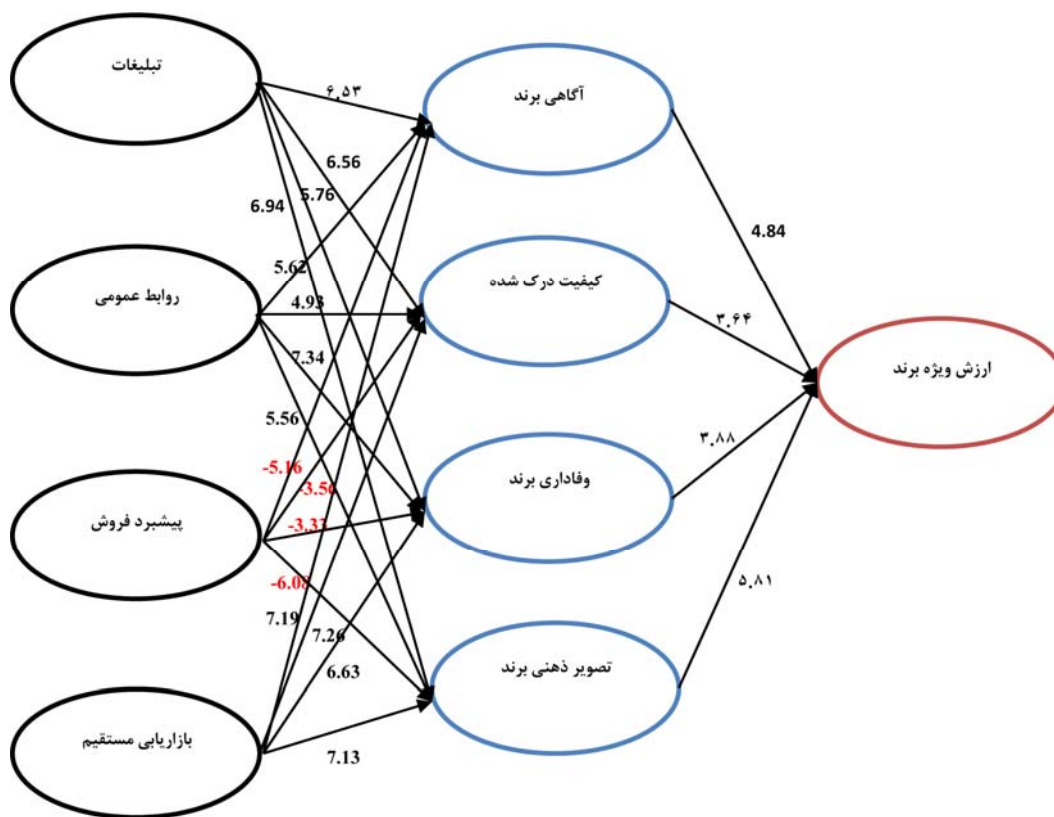 تبلیغات
آگاهی برند
۶.۵۳
6.56
5.76
6.94
4.84
روابط عمومی
5.62
4.93
کیفیت درک شده
۳.۶۴
7.34
ارزش ویژه برند
5.56
۳.۸۸
-5.16
-3.56
پیشبرد فروش
-3.33
وفاداری برند
-6.08
۵.۸۱
7.19
7.26
6.63
تصویر ذهنی برند
بازاریابی مستقیم
7.13